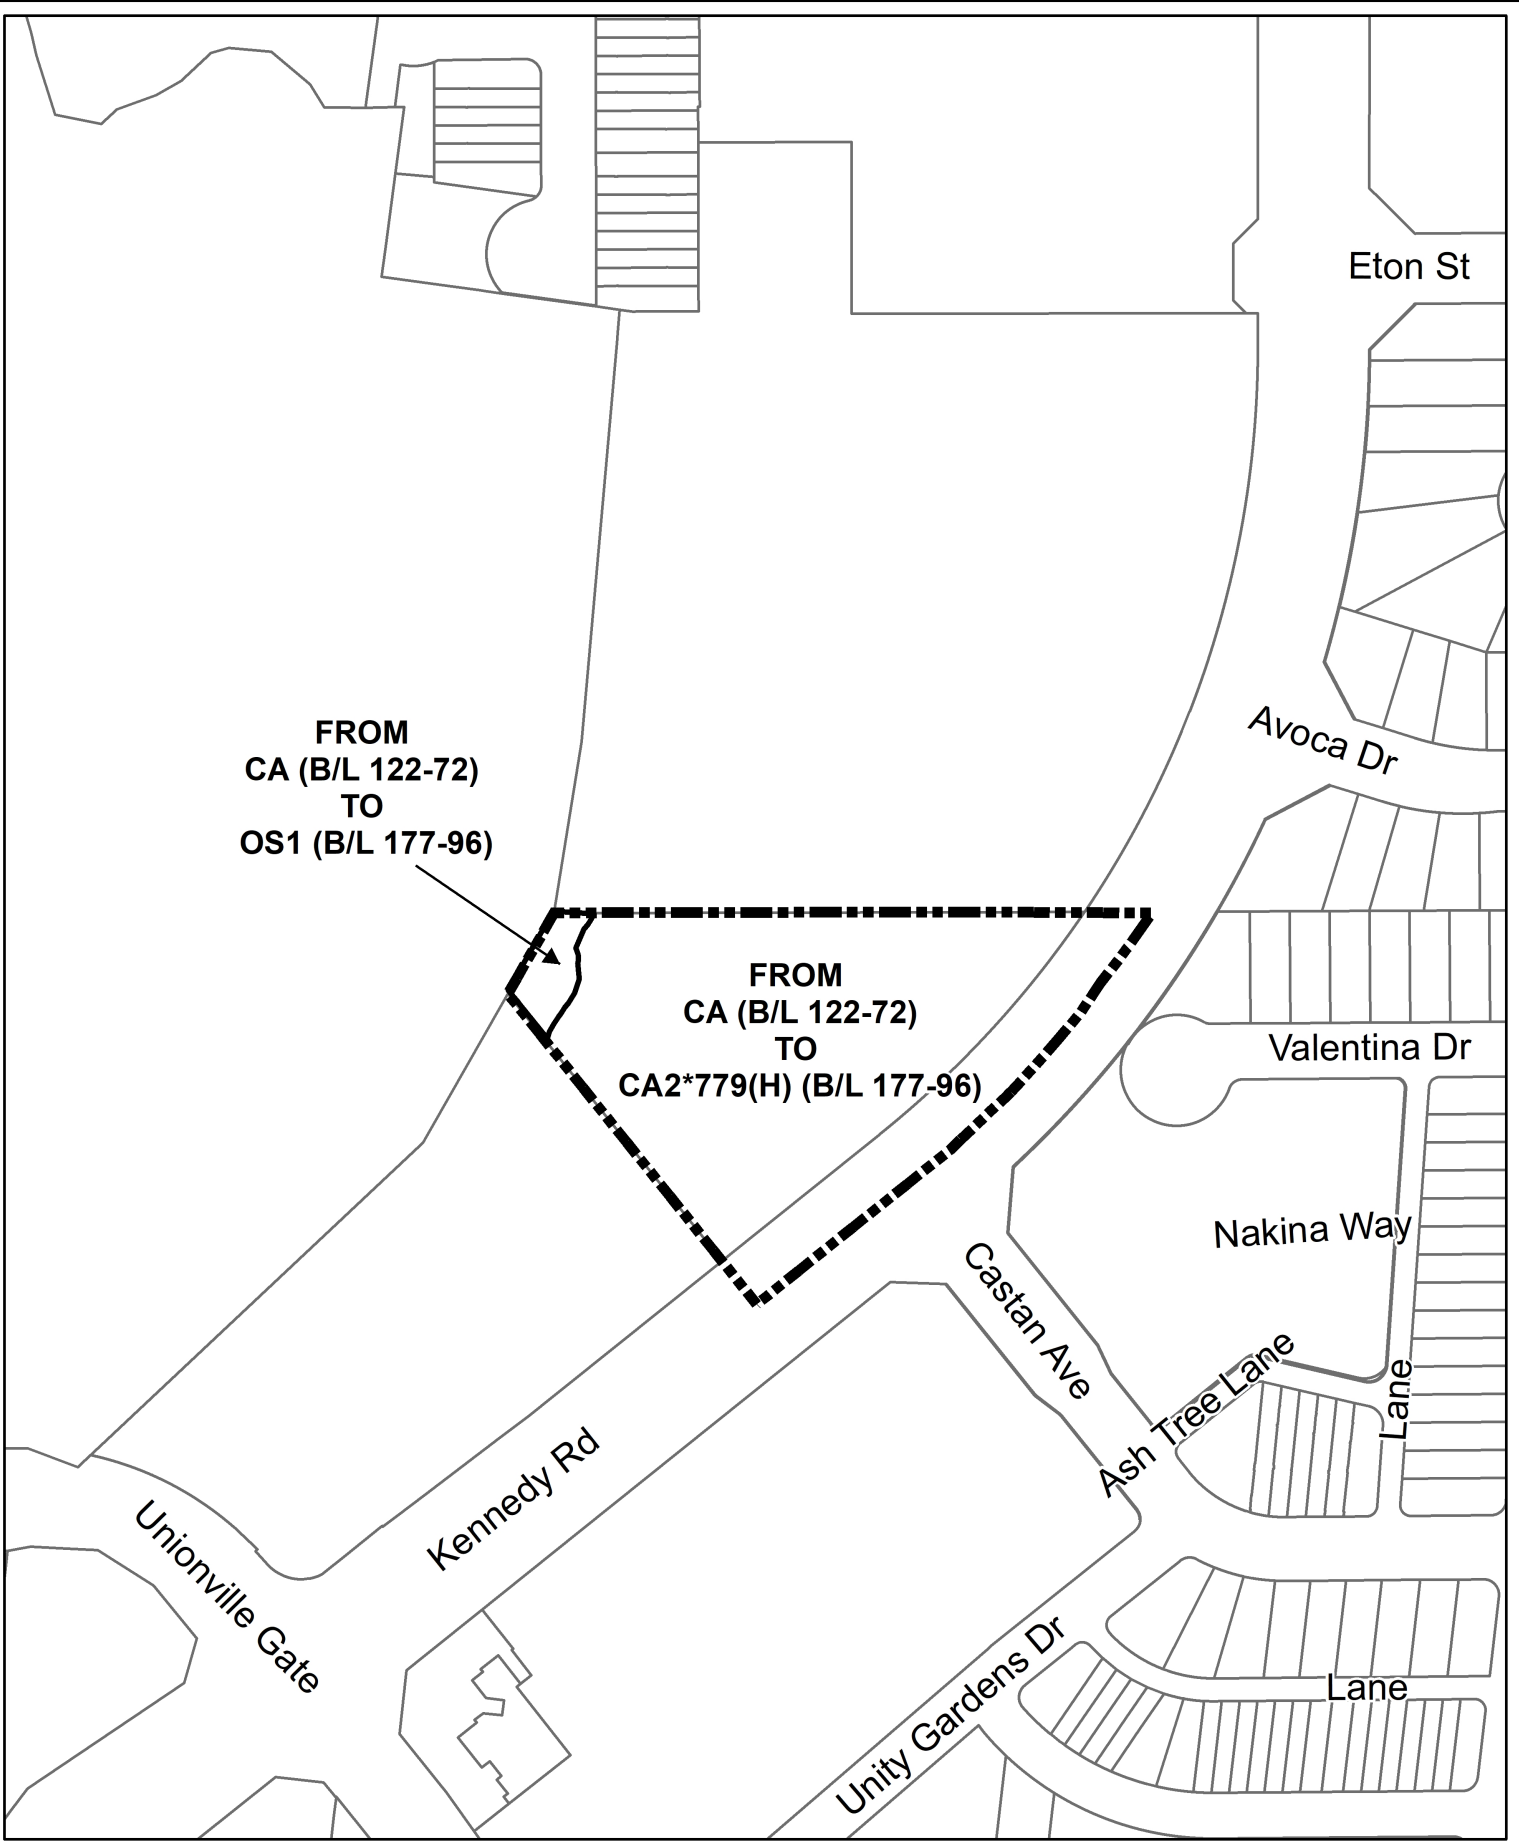 Eton St
Avoca Dr
FROM
CA (B/L 122-72)
TO
OS1 (B/L 177-96)
FROM
CA (B/L 122-72)
TO
CA2*779(H) (B/L 177-96)
Valentina Dr
Nakina Way
Castan Ave
Ash Tree Lane
Lane
Kennedy Rd
Unionville Gate
Unity Gardens Dr
Lane